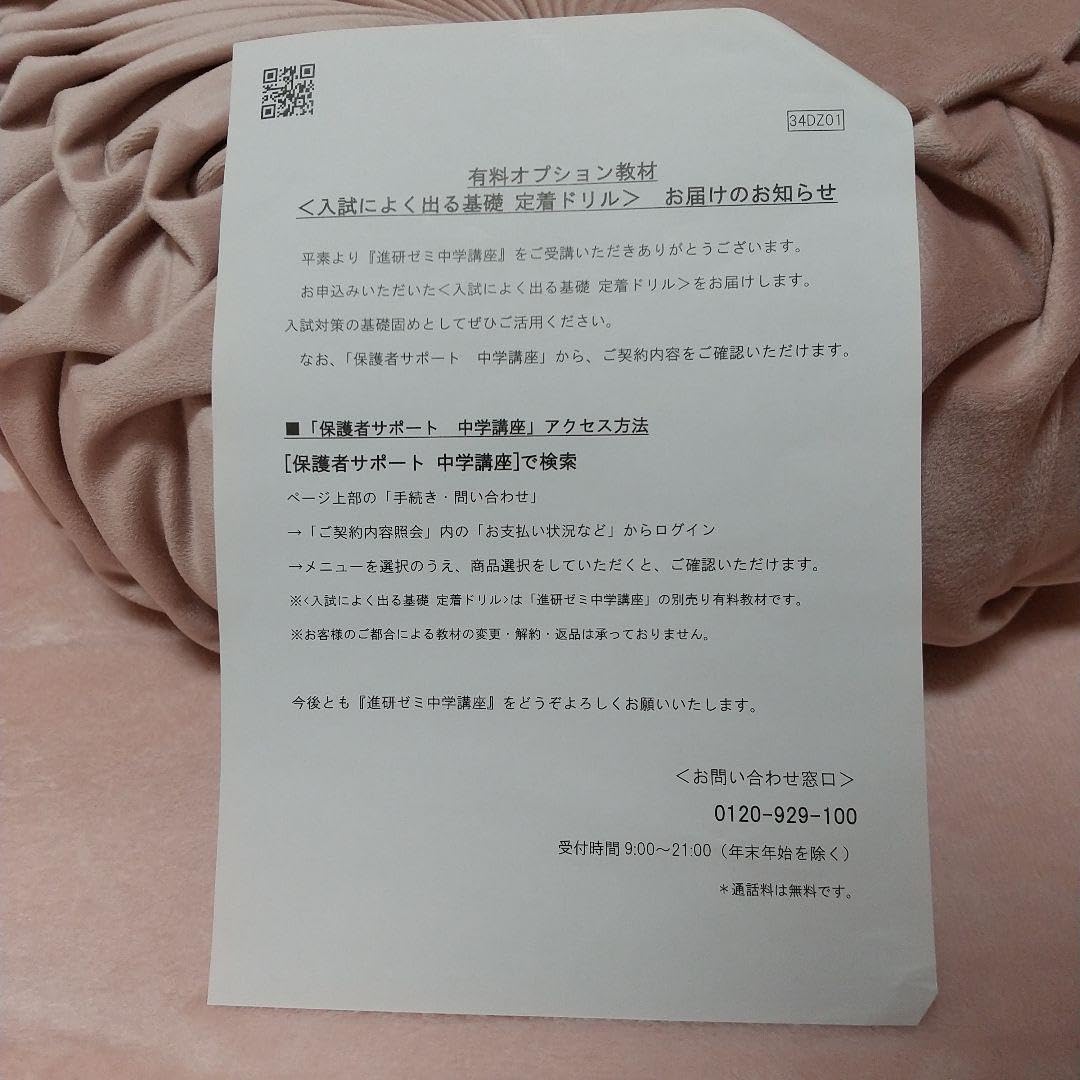 34DZ01
有料オプション教材
＜入試によく出る基礎 定着ドリル＞　お届けのお知らせ
平素より『進研ゼミ中学講座』をご受講いただきありがとうございます。
お申込みいただいた＜入試によく出る基礎 定着ドリル＞をお届けします。
入試対策の基礎固めとしてぜひご活用ください。
なお、「保護者サポート　中学講座」から、ご契約内容をご確認いただけます。
■「保護者サポート　中学講座」アクセス方法
[保護者サポート 中学講座]で検索
ページ上部の「手続き・問い合わせ」
→「ご契約内容照会」内の「お支払い状況など」からログイン
→メニューを選択のうえ、商品選択をしていただくと、ご確認いただけます。
※<入試によく出る基礎 定着ドリル>は「進研ゼミ中学講座」の別売り有料教材です。
※お客様のご都合による教材の変更・解約・返品は承っておりません。
今後とも『進研ゼミ中学講座』をどうぞよろしくお願いいたします。
＜お問い合わせ窓口＞
0120-929-100
受付時間 9:00～21:00（年末年始を除く）
＊通話料は無料です。